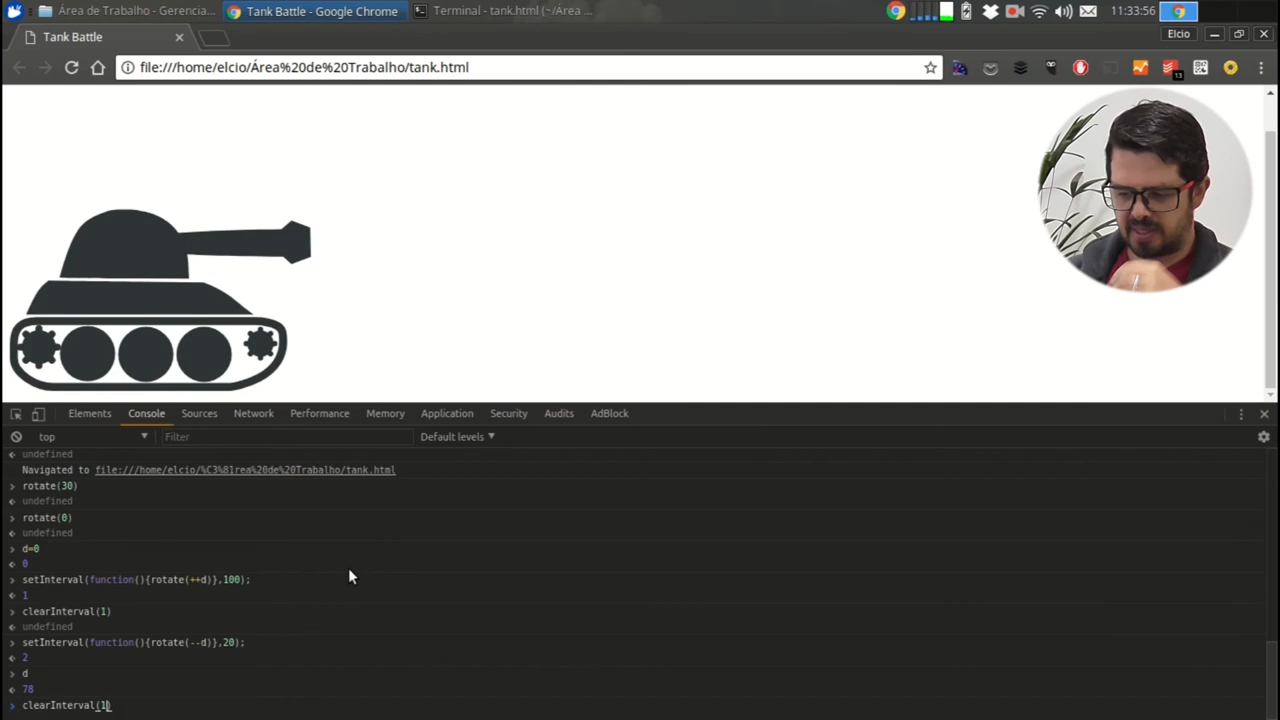 Área de Trabalho - Gerencia...
Tank Battle - Google Chrome
Terminal - tank.html (~/Área ...
11:33:56
Tank Battle
Elcio
file:///home/elcio/Área%20de%20Trabalho/tank.html
13
Elements Console Sources Network Performance Memory Application Security Audits AdBlock
top Filter Default levels
undefined
Navigated to file:///home/elcio/%C3%81rea%20de%20Trabalho/tank.html
rotate(30)
undefined
rotate(0)
undefined
d=0
0
setInterval(function(){rotate(++d)},100);
1
clearInterval(1)
undefined
setInterval(function(){rotate(--d)},20);
2
d
78
clearInterval(1)